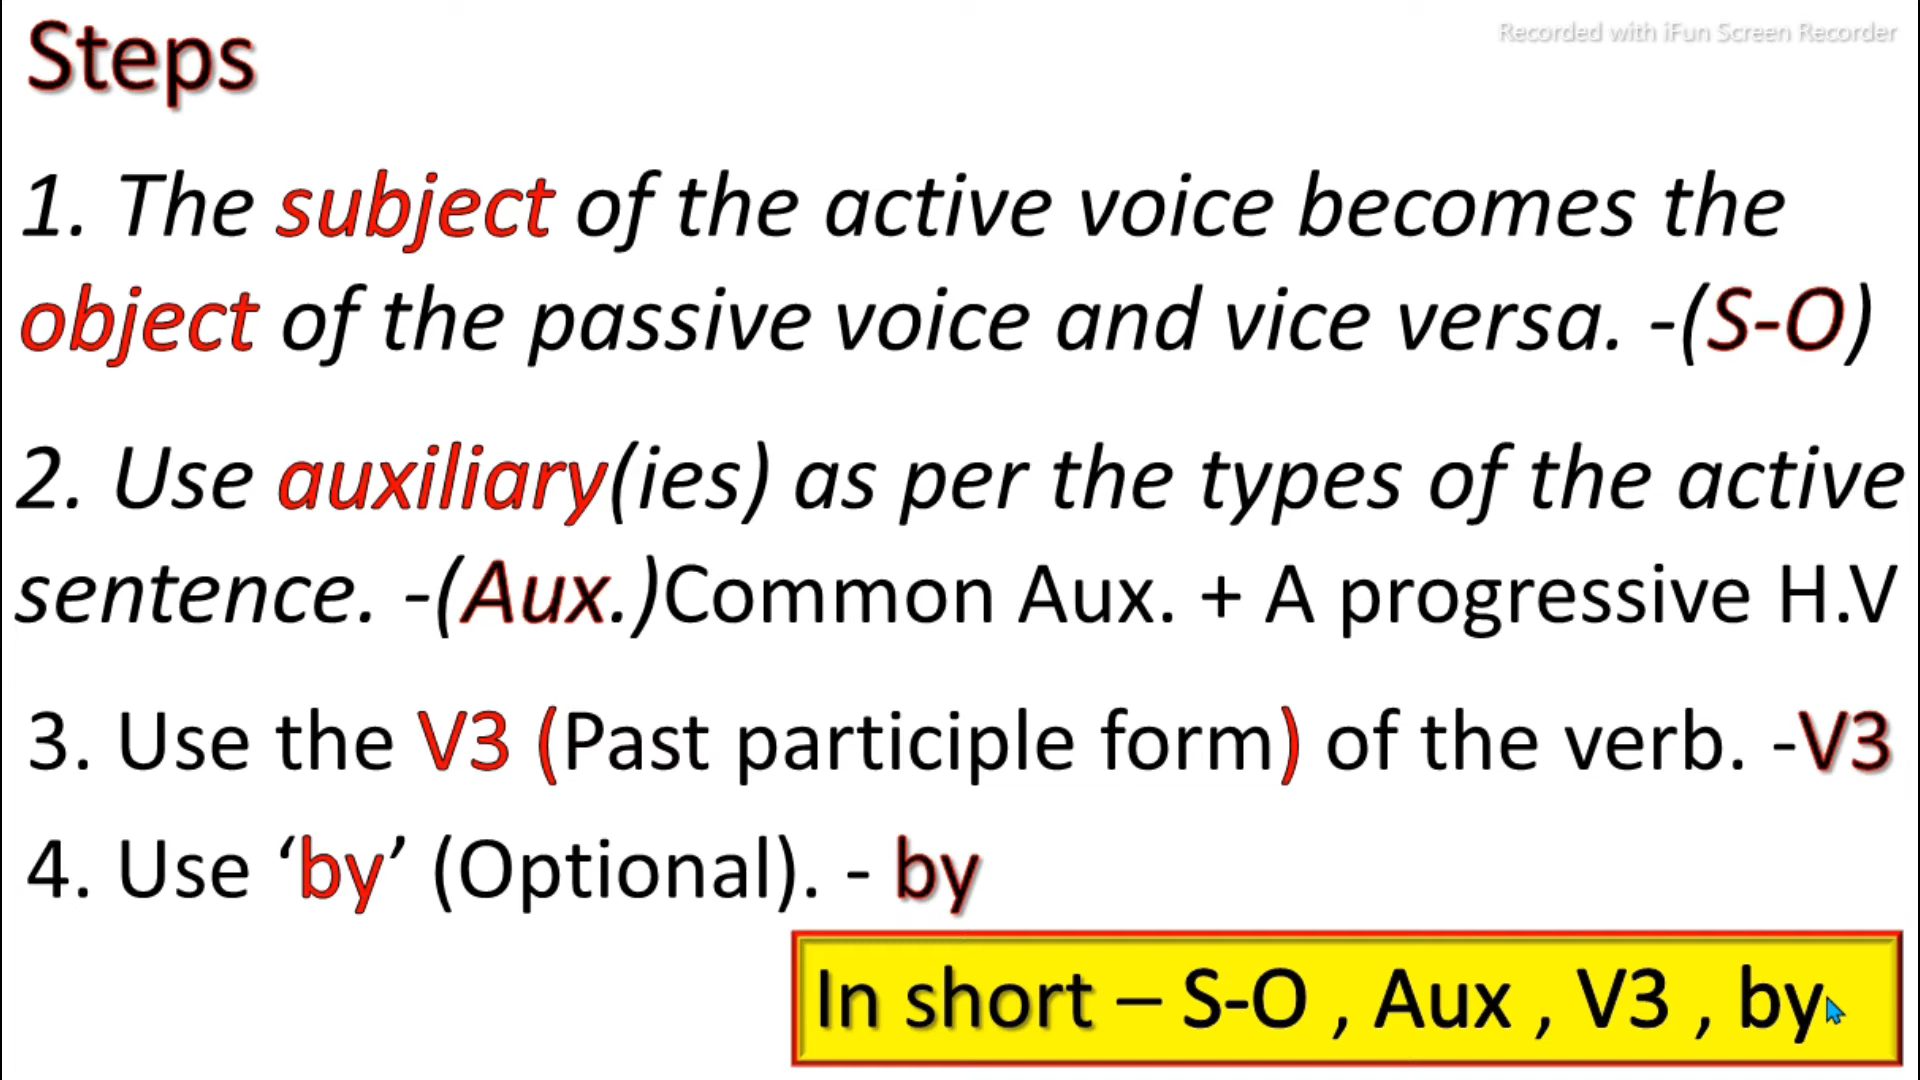 Steps
Recorded with iFun Screen Recorder
1. The subject of the active voice becomes the
object of the passive voice and vice versa. -(S-O)
2. Use auxiliary(ies) as per the types of the active
sentence. -(Aux.)Common Aux. + A progressive H.V
3. Use the V3 (Past participle form) of the verb. -V3
4. Use ‘by’ (Optional). - by
In short – S-O , Aux , V3 , by